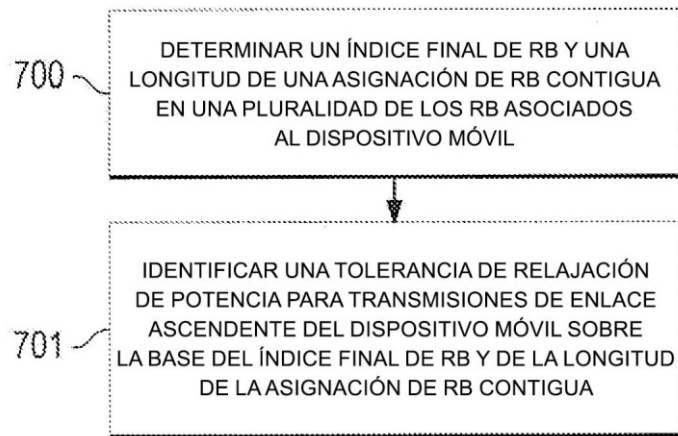 700
DETERMINAR UN ÍNDICE FINAL DE RB Y UNA
LONGITUD DE UNA ASIGNACIÓN DE RB CONTIGUA
EN UNA PLURALIDAD DE LOS RB ASOCIADOS
AL DISPOSITIVO MÓVIL
701
IDENTIFICAR UNA TOLERANCIA DE RELAJACIÓN
DE POTENCIA PARA TRANSMISIONES DE ENLACE
ASCENDENTE DEL DISPOSITIVO MÓVIL SOBRE
LA BASE DEL ÍNDICE FINAL DE RB Y DE LA LONGITUD
DE LA ASIGNACIÓN DE RB CONTIGUA